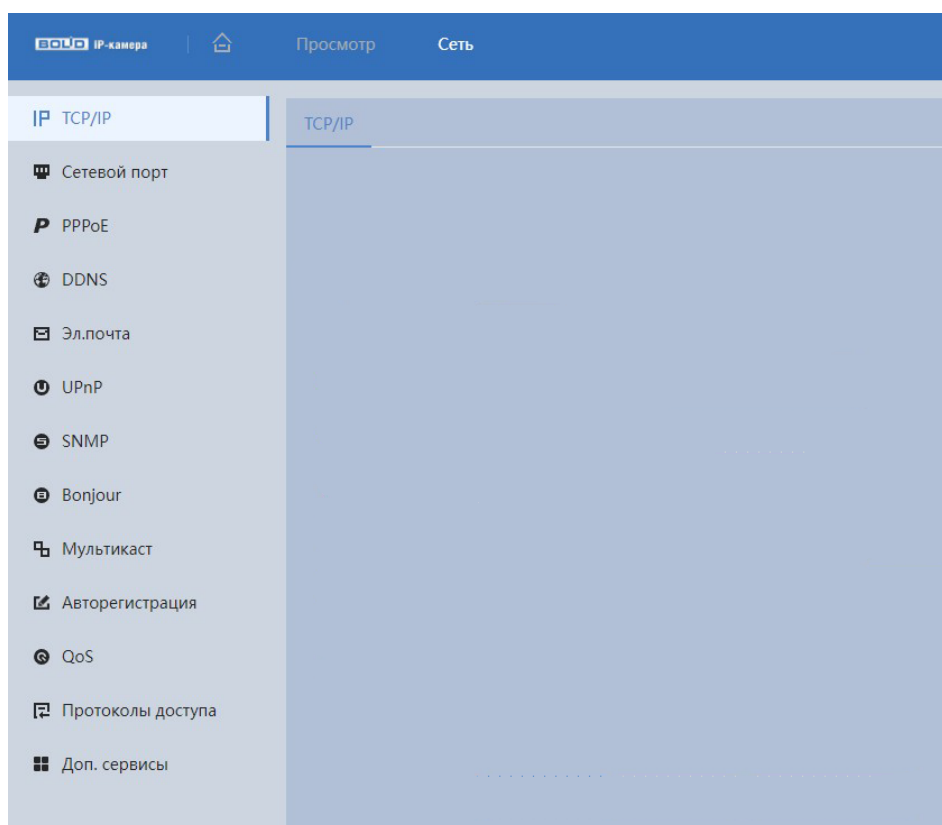 BOLID IP-камера
Просмотр
Сеть
TCP/IP
TCP/IP
Сетевой порт
PPPoE
DDNS
Эл.почта
UPnP
SNMP
Bonjour
Мультикаст
Авторегистрация
QoS
Протоколы доступа
Доп. сервисы